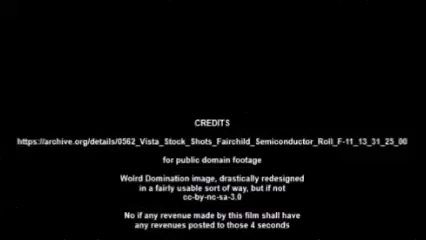 CREDITS
https://archive.org/details/0562_Vista_Stock_Shots_Fairchild_Semiconductor_Roll_F-11_13_31_25_00
for public domain footage
Wolrd Domination image, drastically redesigned
in a fairly usable sort of way, but if not
cc-by-nc-sa-3.0
No if any revenue made by this film shall have
any revenues posted to those 4 seconds